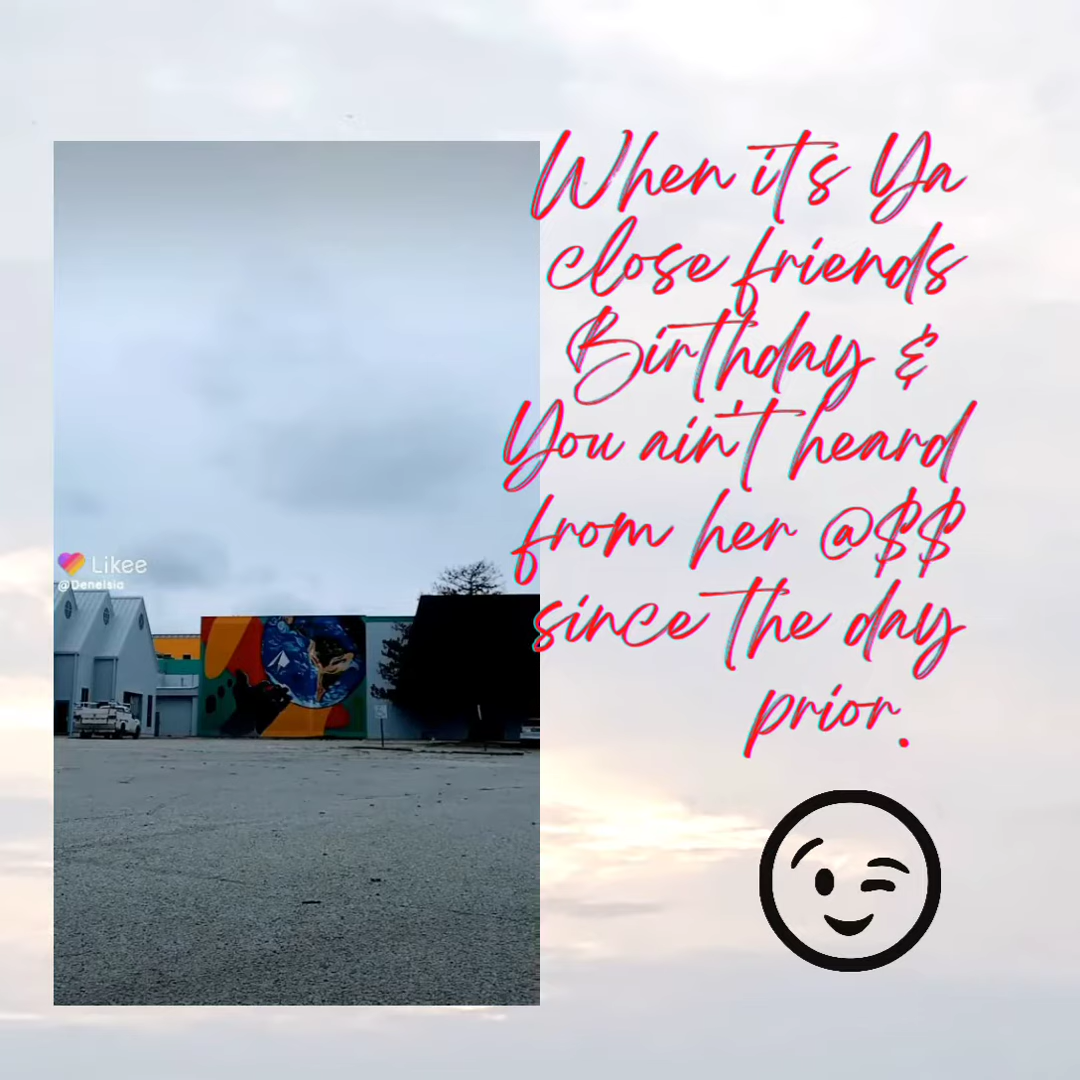 When it's Ya
close friends
Birthday &
You ain't heard
from her @$$
since the day
prior.
Likee
@Denelsia